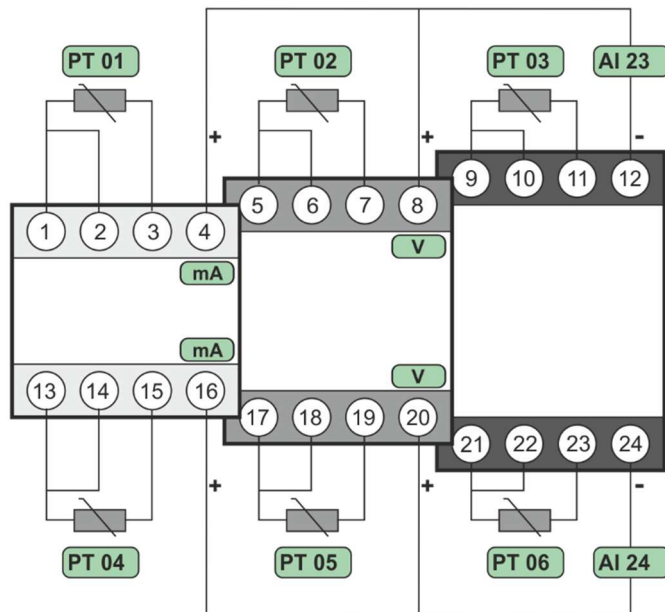 PT 01 PT 02 PT 03 AI 23
+ + -
9 10 11 12
5 6 7 8
1 2 3 4
V
mA
mA
V
13 14 15 16
17 18 19 20
21 22 23 24
+ + -
PT 04 PT 05 PT 06 AI 24